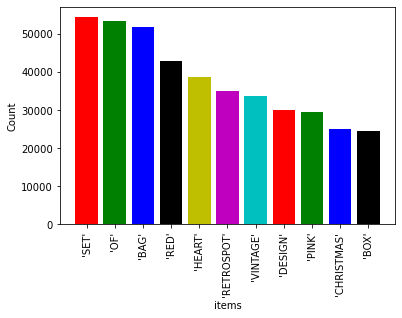 50000
40000
30000
20000
10000
0
Count
'SET'
'OF'
'BAG'
'RED'
'HEART'
'RETROSPOT'
'VINTAGE'
'DESIGN'
'PINK'
'CHRISTMAS'
'BOX'
items